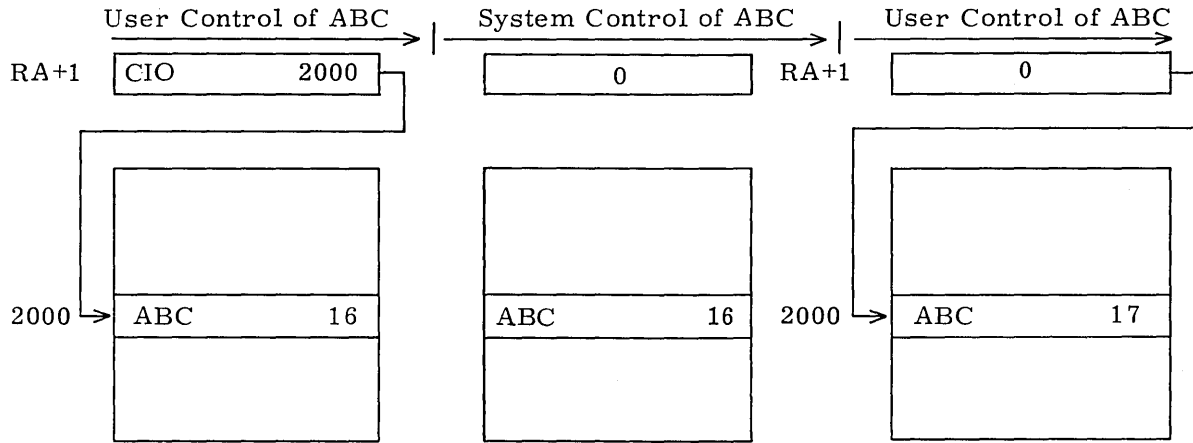 User Control of ABC System Control of ABC User Control of ABC
RA+1 CIO 2000 0 RA+1 0
2000 ABC 16 ABC 16 2000 ABC 17